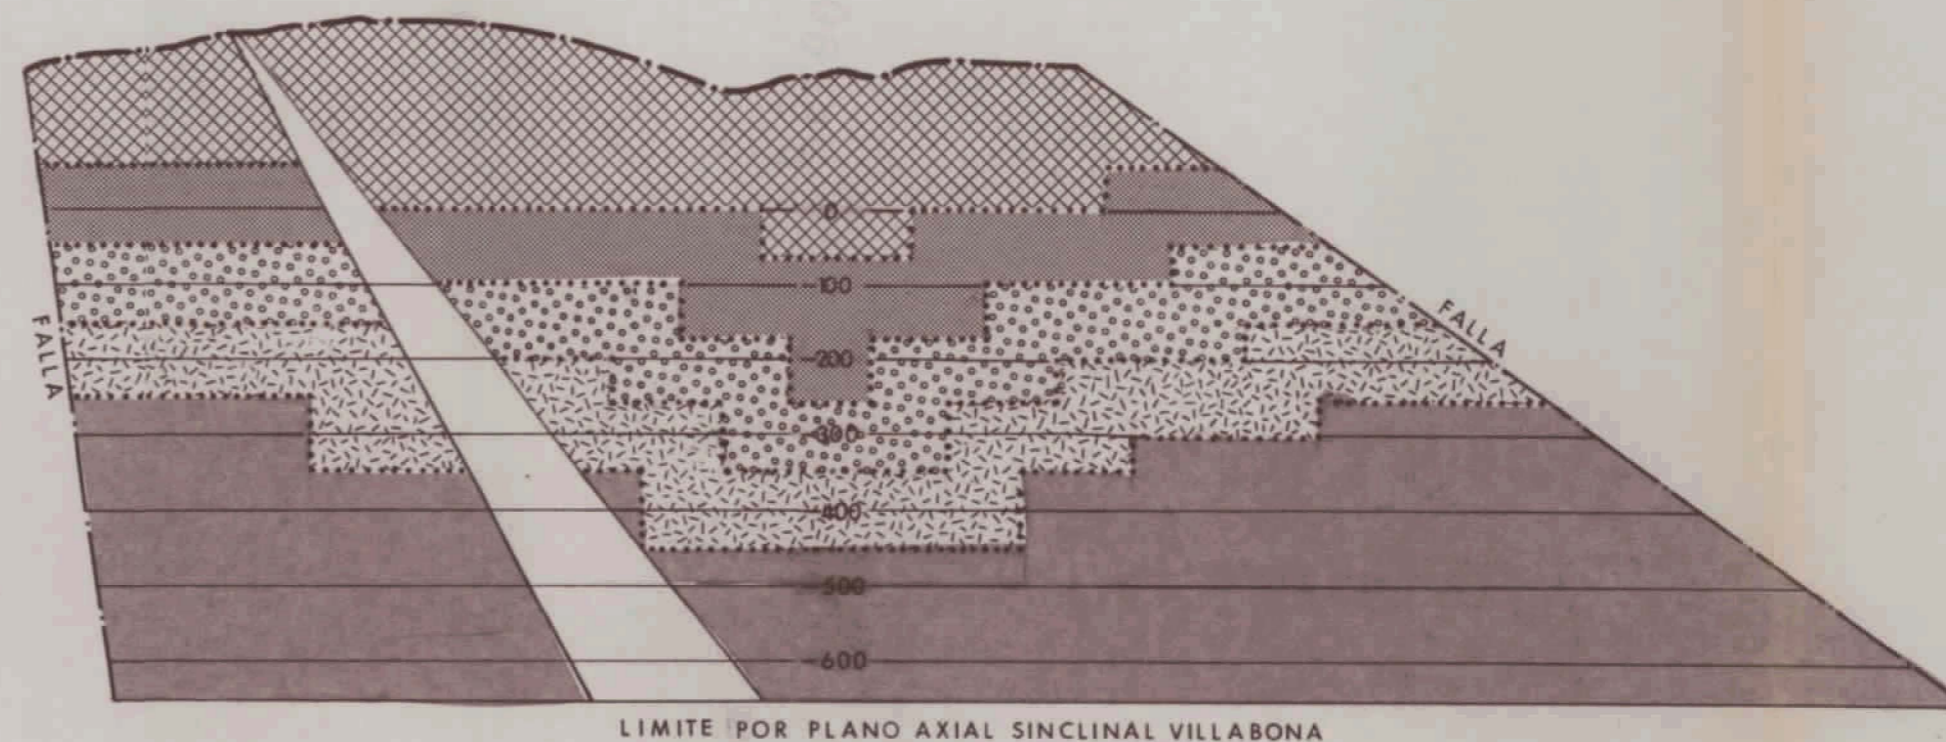 0
-100
-200
-300
-400
-500
-600
FALLA
FALLA
LIMITE POR PLANO AXIAL SINCLINAL VILLABONA